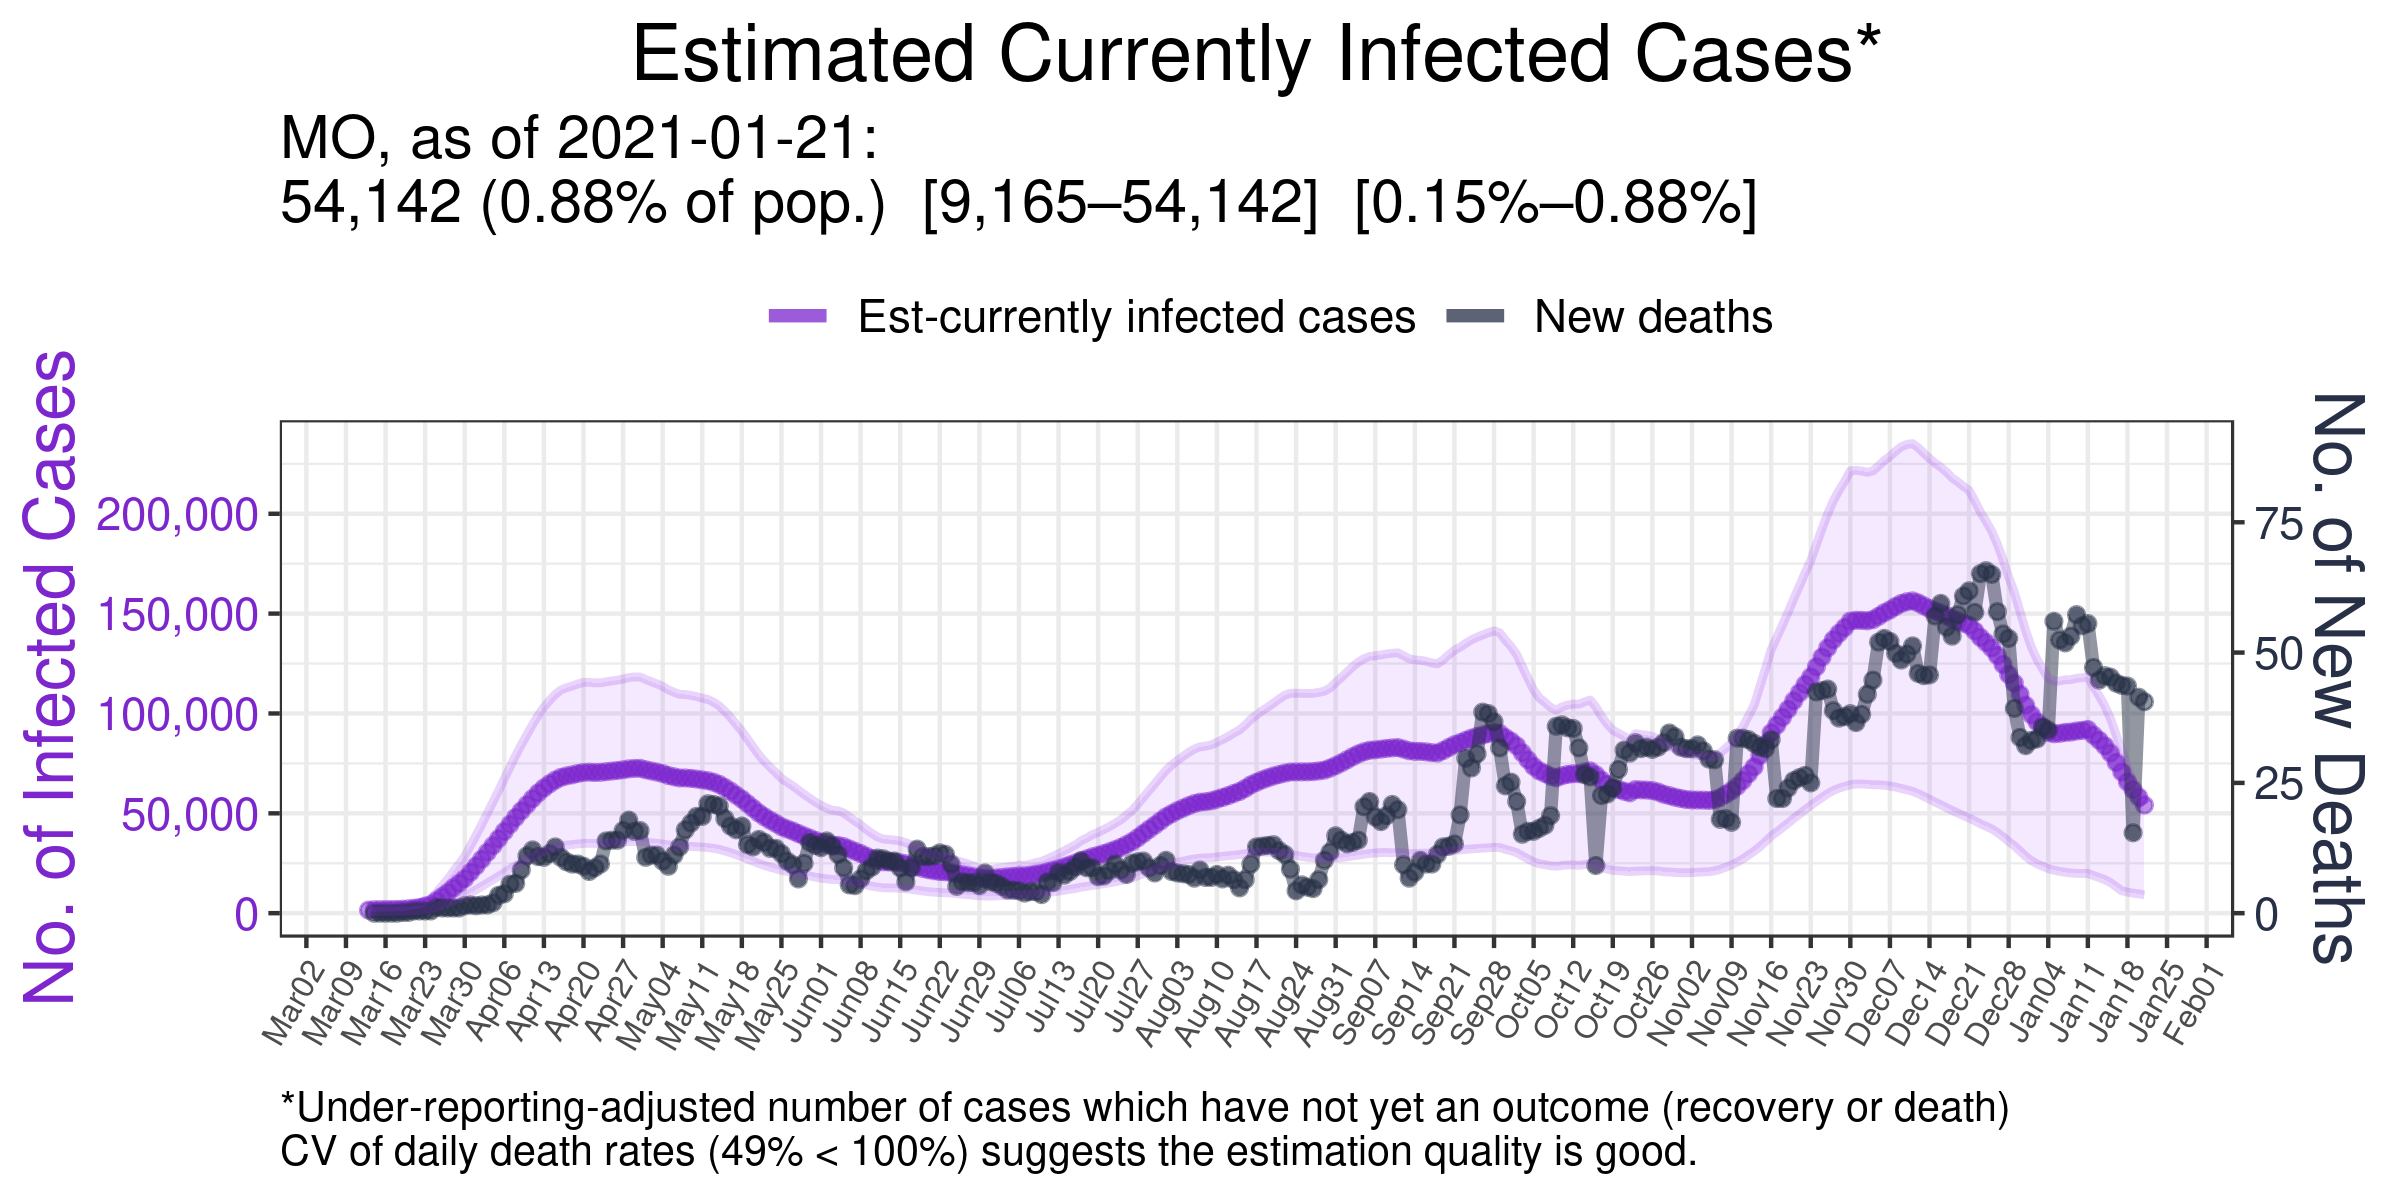 Estimated Currently Infected Cases*
MO, as of 2021-01-21:
54,142 (0.88% of pop.)  [9,165–54,142]  [0.15%–0.88%]
Est-currently infected cases
New deaths
No. of Infected Cases
200,000
150,000
100,000
50,000
0
75
50
25
0
No. of New Deaths
Mar02
Mar09
Mar16
Mar23
Mar30
Apr06
Apr13
Apr20
Apr27
May04
May11
May18
May25
Jun01
Jun08
Jun15
Jun22
Jun29
Jul06
Jul13
Jul20
Jul27
Aug03
Aug10
Aug17
Aug24
Aug31
Sep07
Sep14
Sep21
Sep28
Oct05
Oct12
Oct19
Oct26
Nov02
Nov09
Nov16
Nov23
Nov30
Dec07
Dec14
Dec21
Dec28
Jan04
Jan11
Jan18
Jan25
Feb01
*Under-reporting-adjusted number of cases which have not yet an outcome (recovery or death)
CV of daily death rates (49% < 100%) suggests the estimation quality is good.